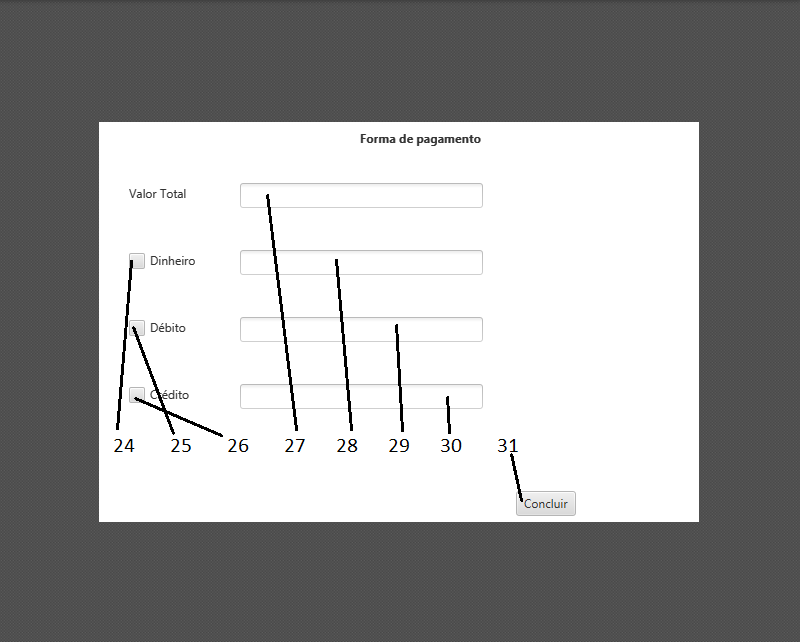 Forma de pagamento
Valor Total
Dinheiro
Débito
Crédito
24 25 26 27 28 29 30 31
Concluir